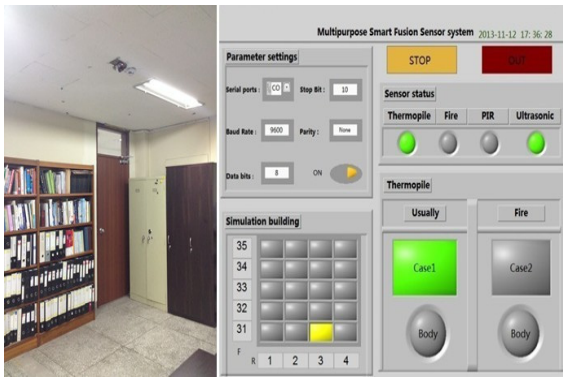 Multipurpose Smart Fusion Sensor system 2013-11-12 17: 36: 28
Parameter settings
Serial ports : CO Stop Bit : 10
Baud Rate : 9600 Parity : None
Data bits : 8 ON
STOP
OUT
Sensor status
Thermopile Fire PIR Ultrasonic
Simulation building
35
34
33
32
31
F
R 1 2 3 4
Thermopile
Usually Fire
Case1 Case2
Body Body